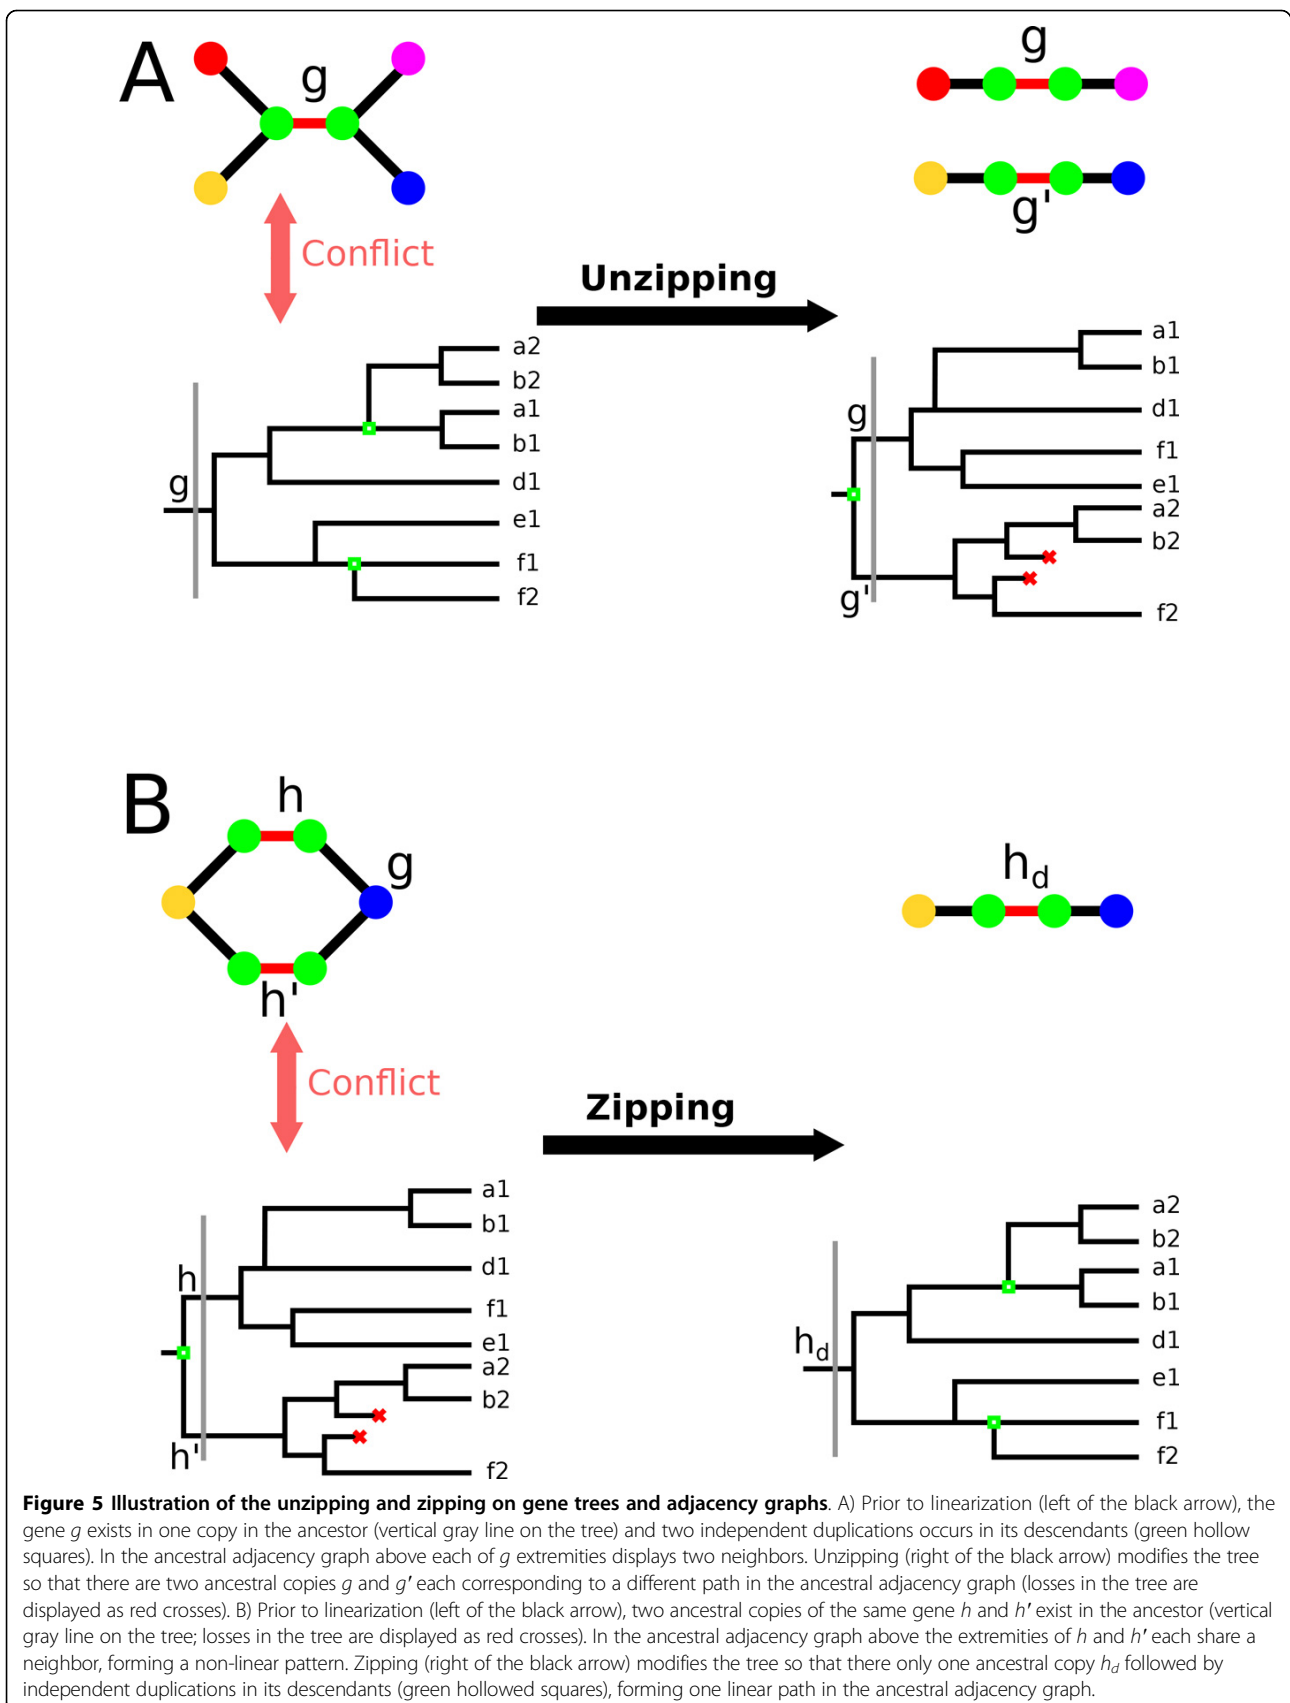 A
g
g
g'
Conflict
Unzipping
a2
b2
a1
b1
d1
e1
f1
f2
g
a1
b1
d1
f1
e1
a2
b2
f2
g
g'
B
h
g
h'
h_d
Conflict
Zipping
a1
b1
d1
f1
e1
a2
b2
f2
h
h'
a2
b2
a1
b1
d1
e1
f1
f2
h_d
Figure 5 Illustration of the unzipping and zipping on gene trees and adjacency graphs. A) Prior to linearization (left of the black arrow), the
gene g exists in one copy in the ancestor (vertical gray line on the tree) and two independent duplications occurs in its descendants (green hollow
squares). In the ancestral adjacency graph above each of g extremities displays two neighbors. Unzipping (right of the black arrow) modifies the tree
so that there are two ancestral copies g and g' each corresponding to a different path in the ancestral adjacency graph (losses in the tree are
displayed as red crosses). B) Prior to linearization (left of the black arrow), two ancestral copies of the same gene h and h' exist in the ancestor (vertical
gray line on the tree; losses in the tree are displayed as red crosses). In the ancestral adjacency graph above the extremities of h and h' each share a
neighbor, forming a non-linear pattern. Zipping (right of the black arrow) modifies the tree so that there only one ancestral copy h_d followed by
independent duplications in its descendants (green hollowed squares), forming one linear path in the ancestral adjacency graph.